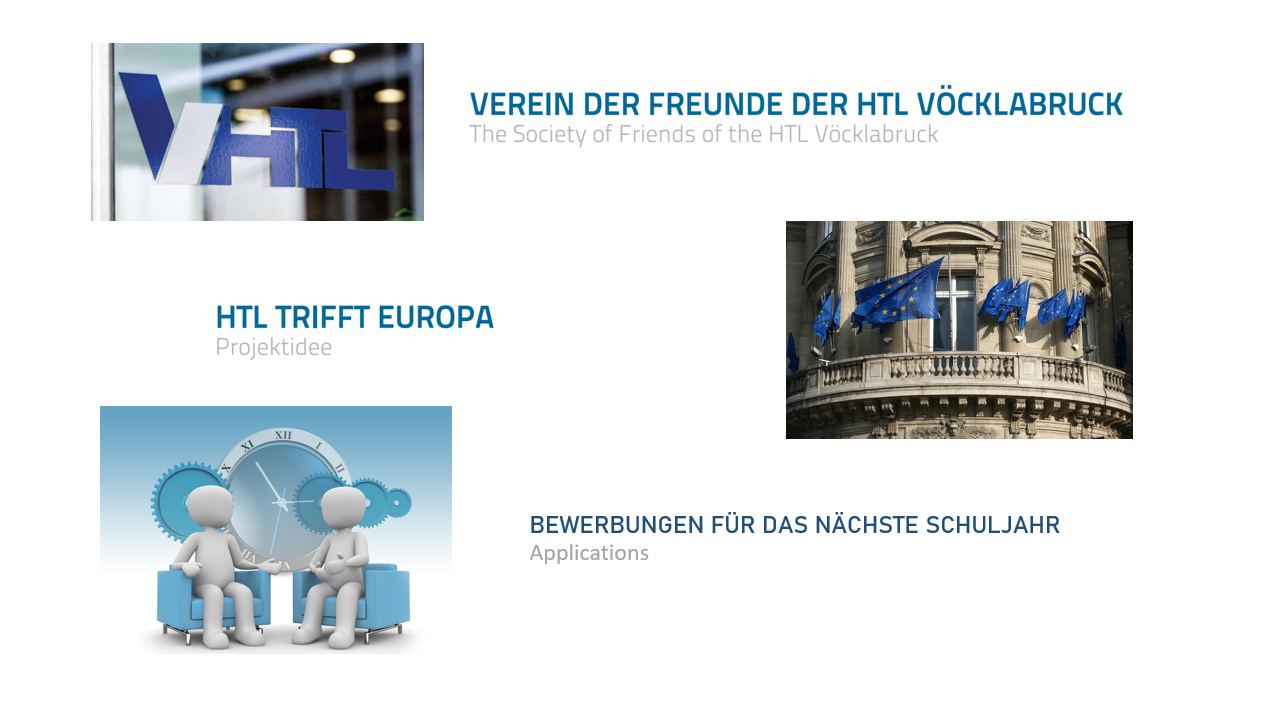 VHTL
VEREIN DER FREUNDE DER HTL VÖCKLABRUCK
The Society of Friends of the HTL Vöcklabruck
HTL TRIFFT EUROPA
Projektidee
XII
XI
I
X
II
VII
BEWERBUNGEN FÜR DAS NÄCHSTE SCHULJAHR
Applications